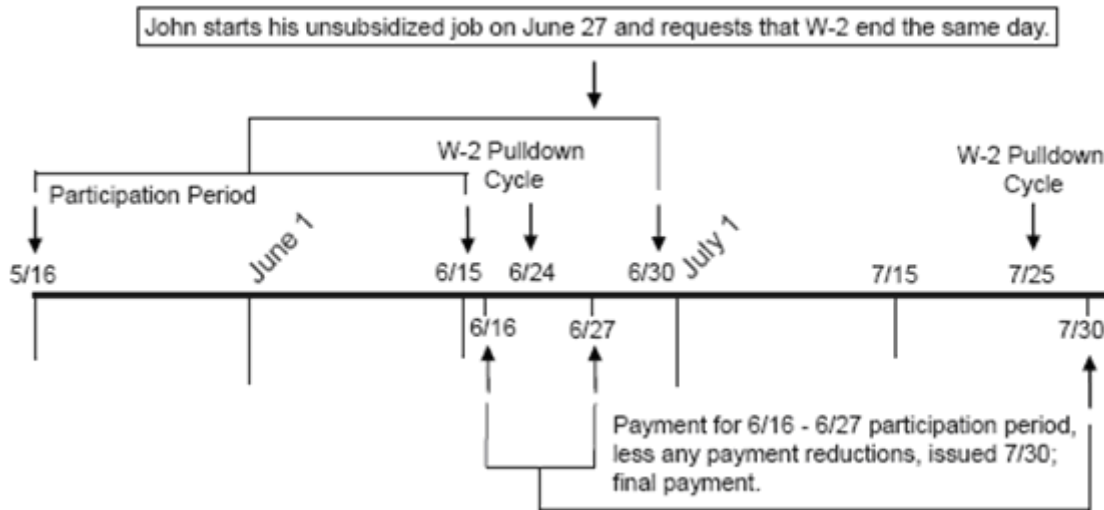 John starts his unsubsidized job on June 27 and requests that W-2 end the same day.
W-2 Pulldown
Cycle
W-2 Pulldown
Cycle
Participation Period
June 1
July 1
5/16
6/15
6/24
6/30
7/15
7/25
6/16
6/27
7/30
Payment for 6/16 - 6/27 participation period,
less any payment reductions, issued 7/30;
final payment.